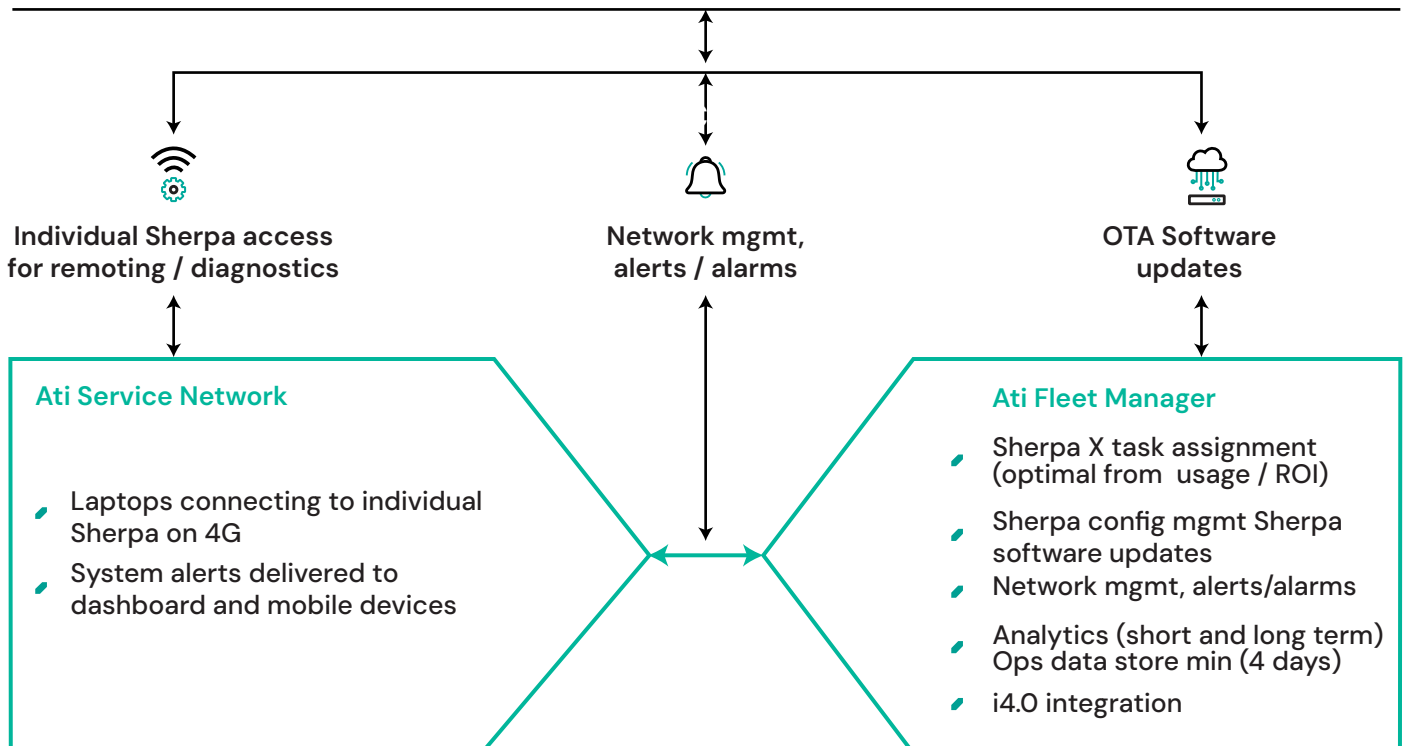 Individual Sherpa access
for remoting / diagnostics
Network mgmt,
alerts / alarms
OTA Software
updates
Ati Service Network
Laptops connecting to individual
Sherpa on 4G
System alerts delivered to
dashboard and mobile devices
Ati Fleet Manager
Sherpa X task assignment
(optimal from usage / ROI)
Sherpa config mgmt Sherpa
software updates
Network mgmt, alerts/alarms
Analytics (short and long term)
Ops data store min (4 days)
i4.0 integration